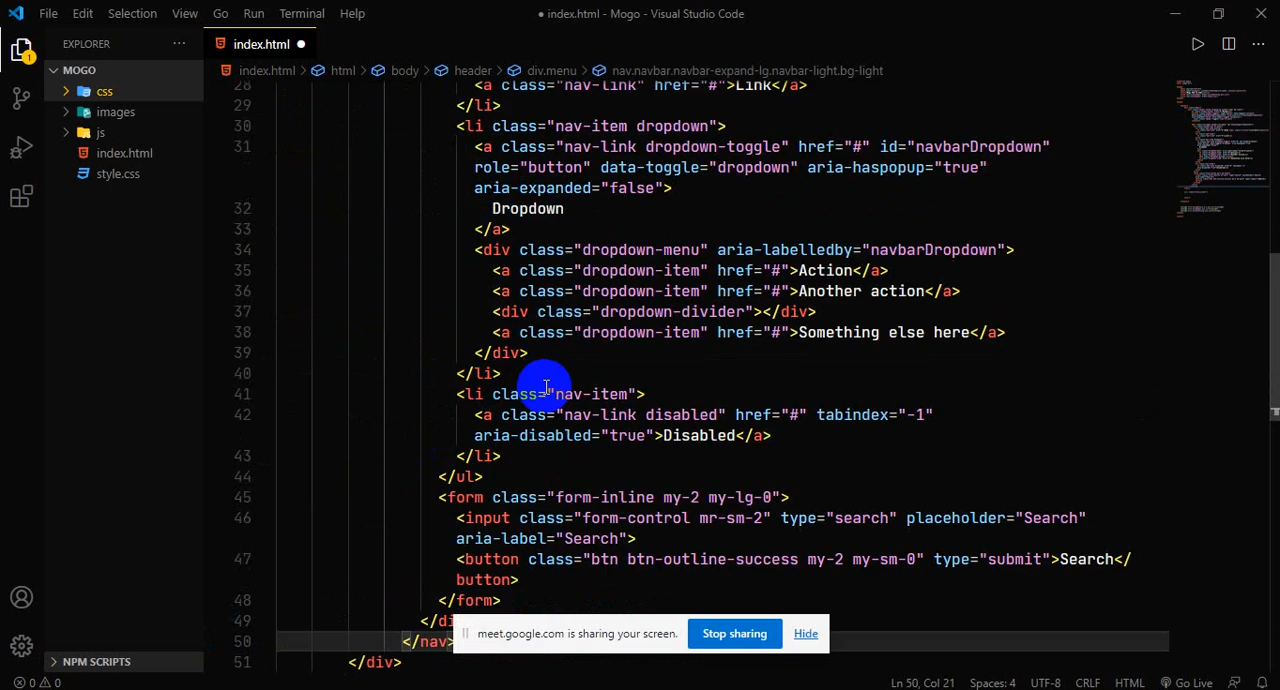 File Edit Selection View Go Run Terminal Help
● index.html - Mogo - Visual Studio Code
EXPLORER ···
index.html ●
1
MOGO
index.html > html > body > header > div.menu > nav.navbar.navbar-expand-lg.navbar-light.bg-light
css
images
js
index.html
style.css
28 <a class="nav-link" href="#">Link</a>
29 </li>
30 <li class="nav-item dropdown">
31 <a class="nav-link dropdown-toggle" href="#" id="navbarDropdown"
role="button" data-toggle="dropdown" aria-haspopup="true"
aria-expanded="false">
32 Dropdown
33 </a>
34 <div class="dropdown-menu" aria-labelledby="navbarDropdown">
35 <a class="dropdown-item" href="#">Action</a>
36 <a class="dropdown-item" href="#">Another action</a>
37 <div class="dropdown-divider"></div>
38 <a class="dropdown-item" href="#">Something else here</a>
39 </div>
40 </li>
41 <li class="nav-item">
42 <a class="nav-link disabled" href="#" tabindex="-1"
aria-disabled="true">Disabled</a>
43 </li>
44 </ul>
45 <form class="form-inline my-2 my-lg-0">
46 <input class="form-control mr-sm-2" type="search" placeholder="Search"
aria-label="Search">
47 <button class="btn btn-outline-success my-2 my-sm-0" type="submit">Search</
button>
48 </form>
49 </di
50 </nav>
51 </div>
meet.google.com is sharing your screen. Stop sharing Hide
NPM SCRIPTS
0 0 Ln 50, Col 21 Spaces: 4 UTF-8 CRLF HTML Go Live